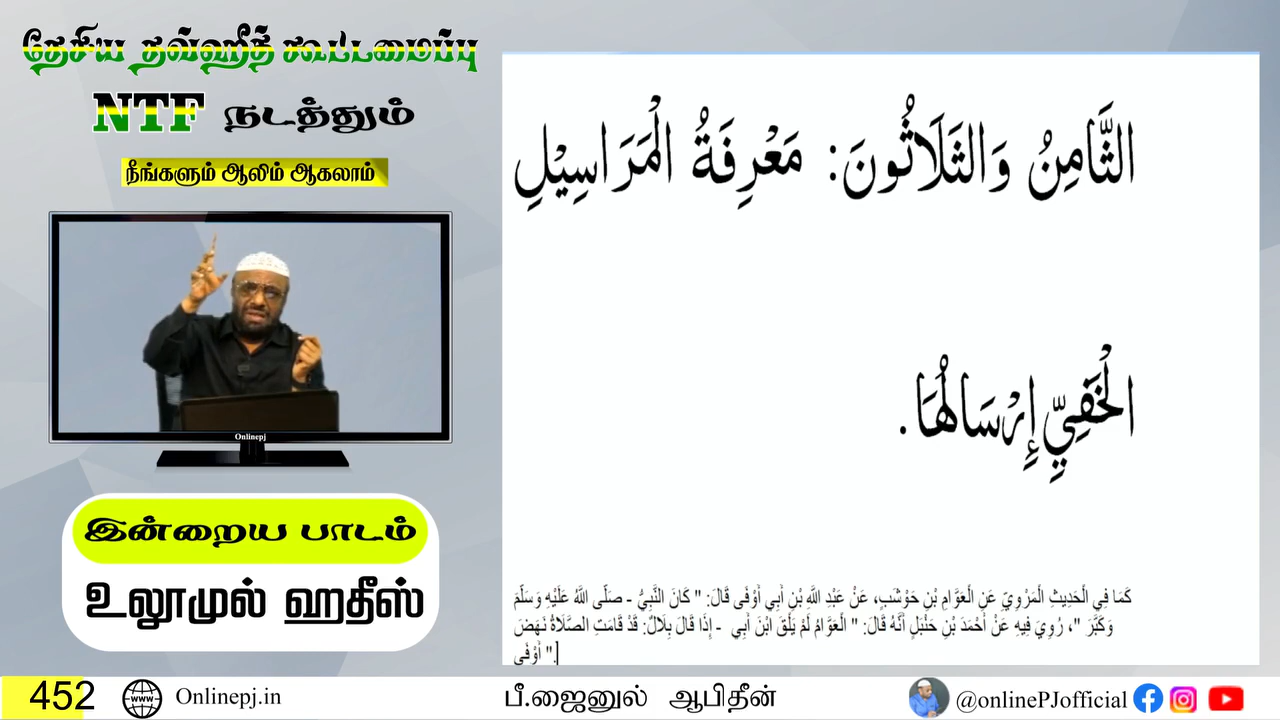 தேசிய தவ்ஹீத் கூட்டமைப்பு
NTF நடத்தும்
நீங்களும் ஆலிம் ஆகலாம்
Onlinepj
இன்றைய பாடம்
உலூமுல் ஹதீஸ்
الثَّامِنُ وَالثَلَاثُونَ: مَعْرِفَةُ الْمَرَاسِيْلِ
الْخَفِيِّ إِرْسَالُهَا.
كَمَا فِي الْحَدِيثِ الْمَرْوِيِّ عَنِ الْعَوَّامِ بْنِ حَوْشَبٍ، عَنْ عَبْدِ اللَّهِ بْنِ أَبِي أَوْفَى قَالَ: " كَانَ النَّبِيُّ - صَلَّى اللَّهُ عَلَيْهِ وَسَلَّمَ
- إِذَا قَالَ بِلَالٌ: قَدْ قَامَتِ الصَّلَاةُ نَهَضَ وَكَبَّرَ "، رُوِيَ فِيهِ عَنْ أَحْمَدَ بْنِ حَنْبَلٍ أَنَّهُ قَالَ: " الْعَوَّامُ لَمْ يَلْقَ ابْنَ أَبِي
أَوْفَى ".
452
www
Onlinepj.in
பீ.ஜைனுல் ஆபிதீன்
@onlinePJofficial